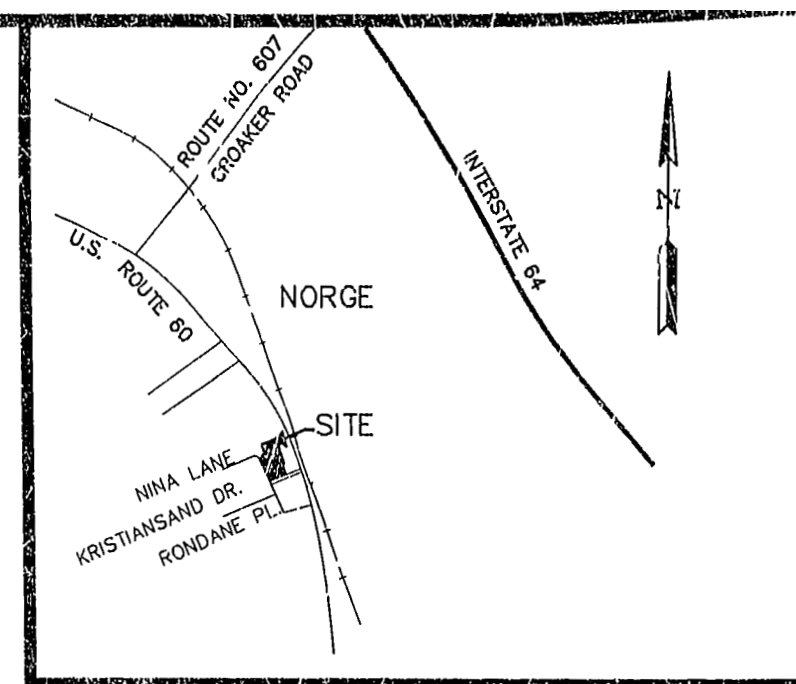 ROUTE NO. 607
CROAKER ROAD
INTERSTATE 64
N
U.S. ROUTE 60
NORGE
SITE
NINA LANE
KRISTIANSAND DR.
RONDANE PL.